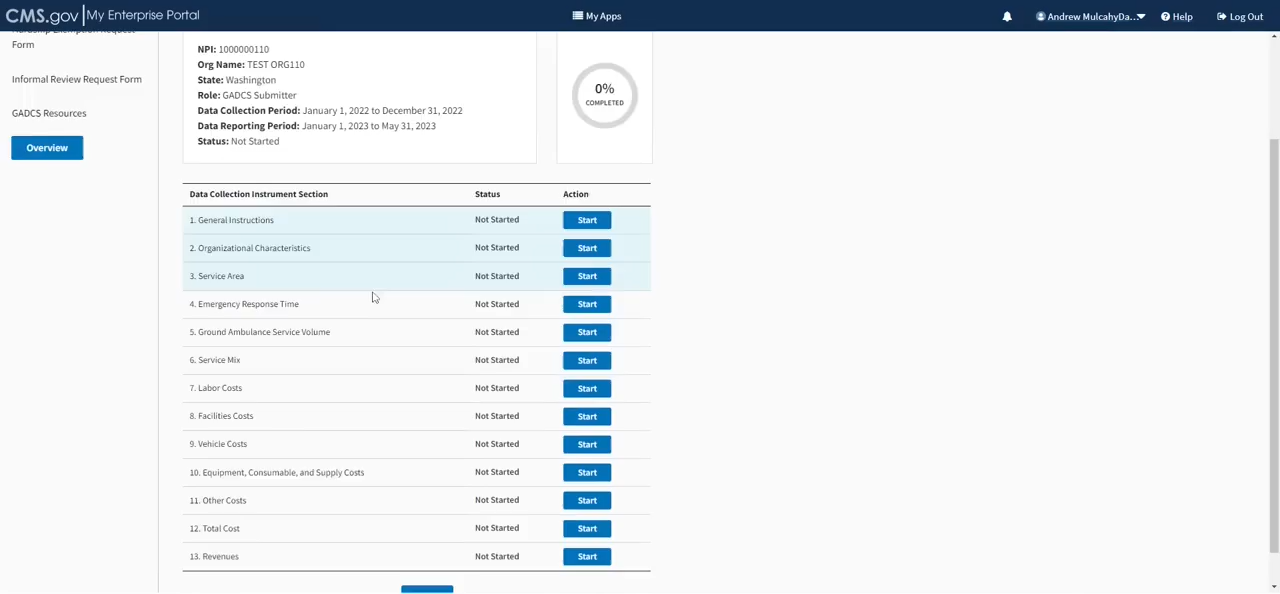 CMS.gov My Enterprise Portal
My Apps
Andrew MulcahyDa...
Help
Log Out
Form
Informal Review Request Form
GADCS Resources
Overview
NPI: 1000000110
Org Name: TEST ORG110
State: Washington
Role: GADCS Submitter
Data Collection Period: January 1, 2022 to December 31, 2022
Data Reporting Period: January 1, 2023 to May 31, 2023
Status: Not Started
0%
COMPLETED
Data Collection Instrument Section Status Action
1. General Instructions Not Started Start
2. Organizational Characteristics Not Started Start
3. Service Area Not Started Start
4. Emergency Response Time Not Started Start
5. Ground Ambulance Service Volume Not Started Start
6. Service Mix Not Started Start
7. Labor Costs Not Started Start
8. Facilities Costs Not Started Start
9. Vehicle Costs Not Started Start
10. Equipment, Consumable, and Supply Costs Not Started Start
11. Other Costs Not Started Start
12. Total Cost Not Started Start
13. Revenues Not Started Start